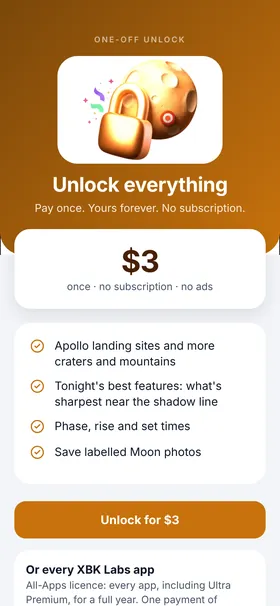 ONE-OFF UNLOCK
Unlock everything
Pay once. Yours forever. No subscription.
$3
once · no subscription · no ads
Apollo landing sites and more
craters and mountains
Tonight's best features: what's
sharpest near the shadow line
Phase, rise and set times
Save labelled Moon photos
Unlock for $3
Or every XBK Labs app
All-Apps licence: every app, including Ultra
Premium, for a full year. One payment of